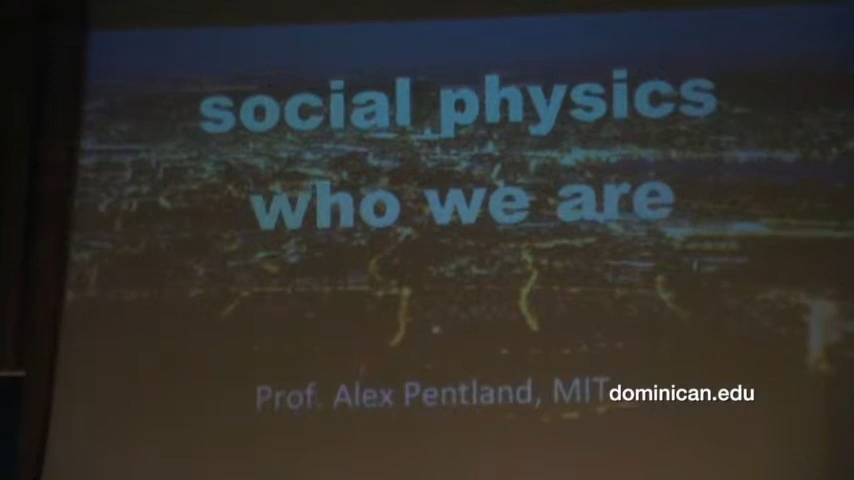 social physics
who we are
Prof. Alex Pentland, MIT
dominican.edu